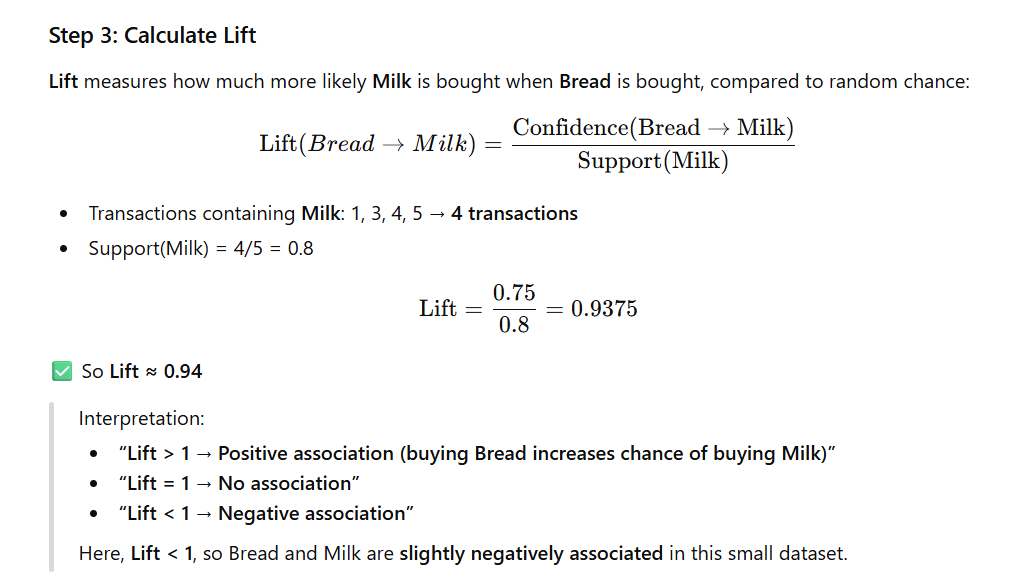 Step 3: Calculate Lift
Lift measures how much more likely Milk is bought when Bread is bought, compared to random chance:
Lift(Bread → Milk) = Confidence(Bread → Milk) / Support(Milk)
• Transactions containing Milk: 1, 3, 4, 5 → 4 transactions
• Support(Milk) = 4/5 = 0.8
Lift = 0.75 / 0.8 = 0.9375
✅ So Lift ≈ 0.94
Interpretation:
• “Lift > 1 → Positive association (buying Bread increases chance of buying Milk)”
• “Lift = 1 → No association”
• “Lift < 1 → Negative association”
Here, Lift < 1, so Bread and Milk are slightly negatively associated in this small dataset.